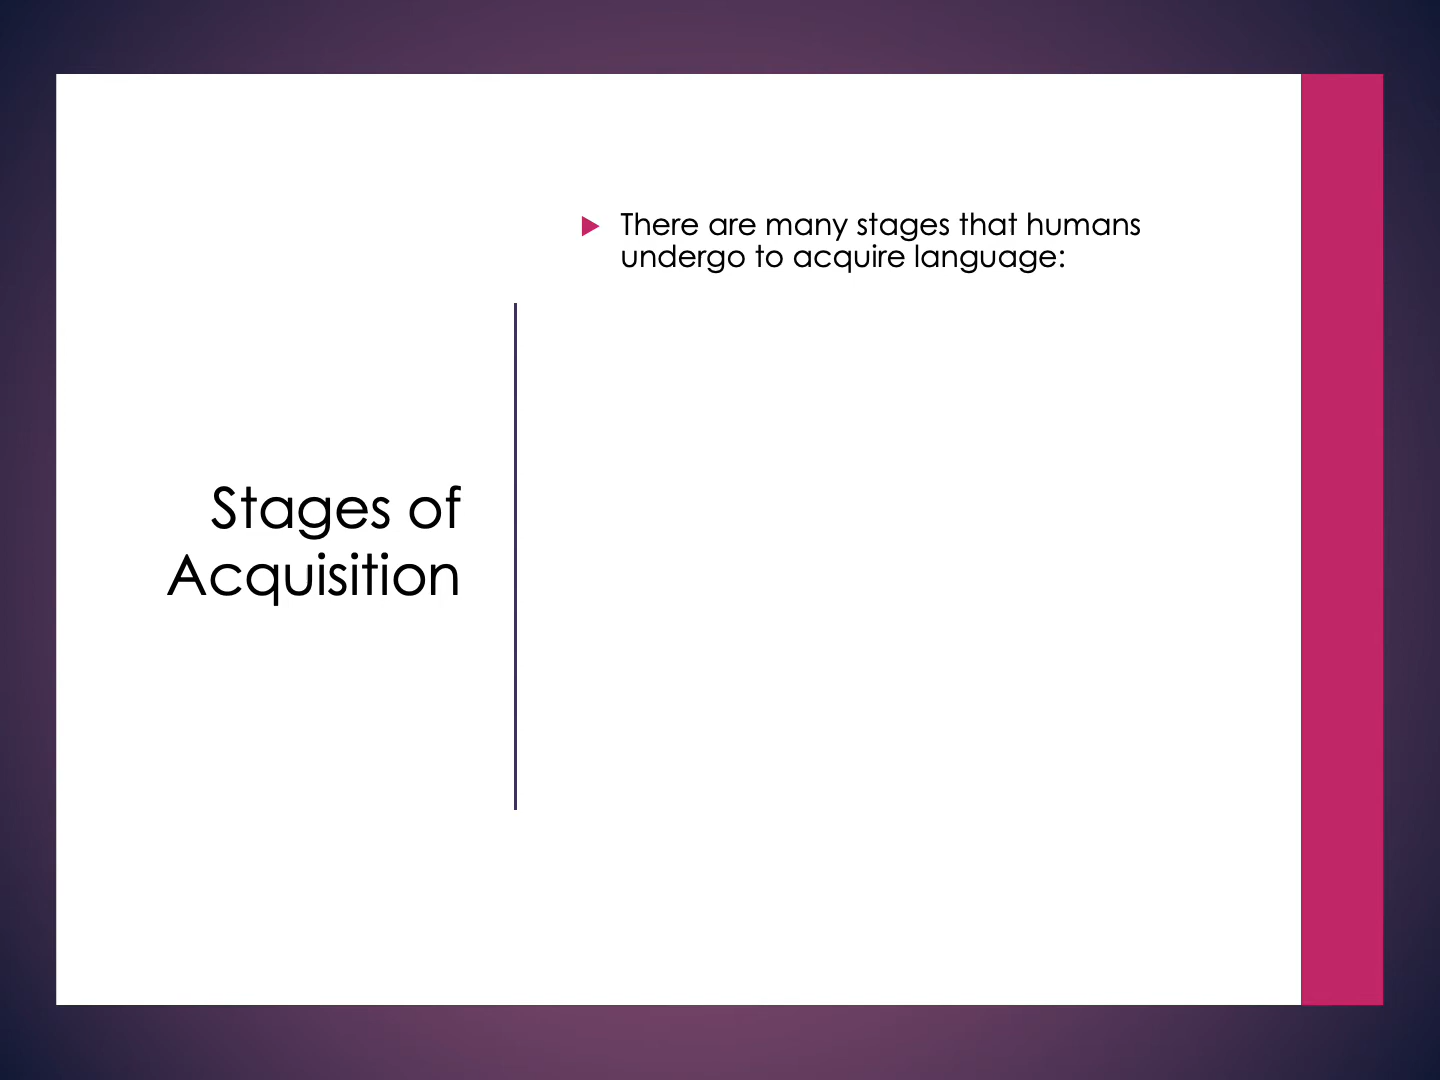 Stages of
Acquisition
There are many stages that humans
undergo to acquire language: